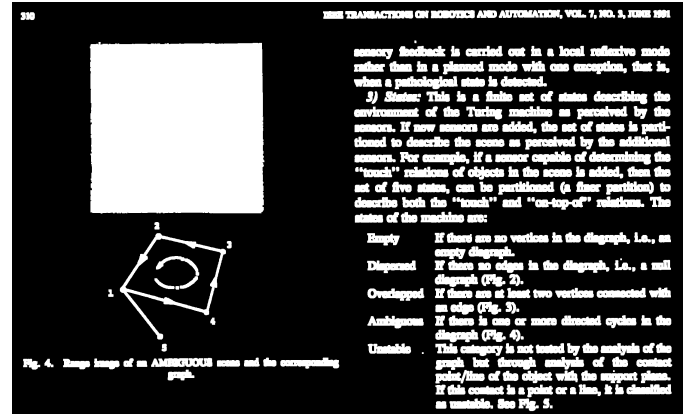 310
IEEE TRANSACTIONS ON ROBOTICS AND AUTOMATION, VOL. 7, NO. 3, JUNE 1991
2
3
1
4
5
Fig. 4. Range image of an AMBIGUOUS scene and the corresponding
graph.
sensory feedback is carried out in a local reflexive mode
rather than in a planned mode with one exception, that is,
when a pathological state is detected.
3) States: This is a finite set of states describing the
environment of the Turing machine as perceived by the
sensors. If new sensors are added, the set of states is parti-
tioned to describe the scene as perceived by the additional
sensors. For example, if a sensor capable of determining the
"touch" relations of objects in the scene is added, then the
set of five states, can be partitioned (a finer partition) to
describe both the "touch" and "on-top-of" relations. The
states of the machine are:
Empty If there are no vertices in the diagraph, i.e., an
empty diagraph.
Dispersed If there no edges in the diagraph, i.e., a null
diagraph (Fig. 2).
Overlapped If there are at least two vertices connected with
an edge (Fig. 3).
Ambiguous If there is one or more directed cycles in the
diagraph (Fig. 4).
Unstable This category is not tested by the analysis of the
graph but through analysis of the contact
point/line of the object with the support plane.
If this contact is a point or a line, it is classified
as unstable. See Fig. 5.